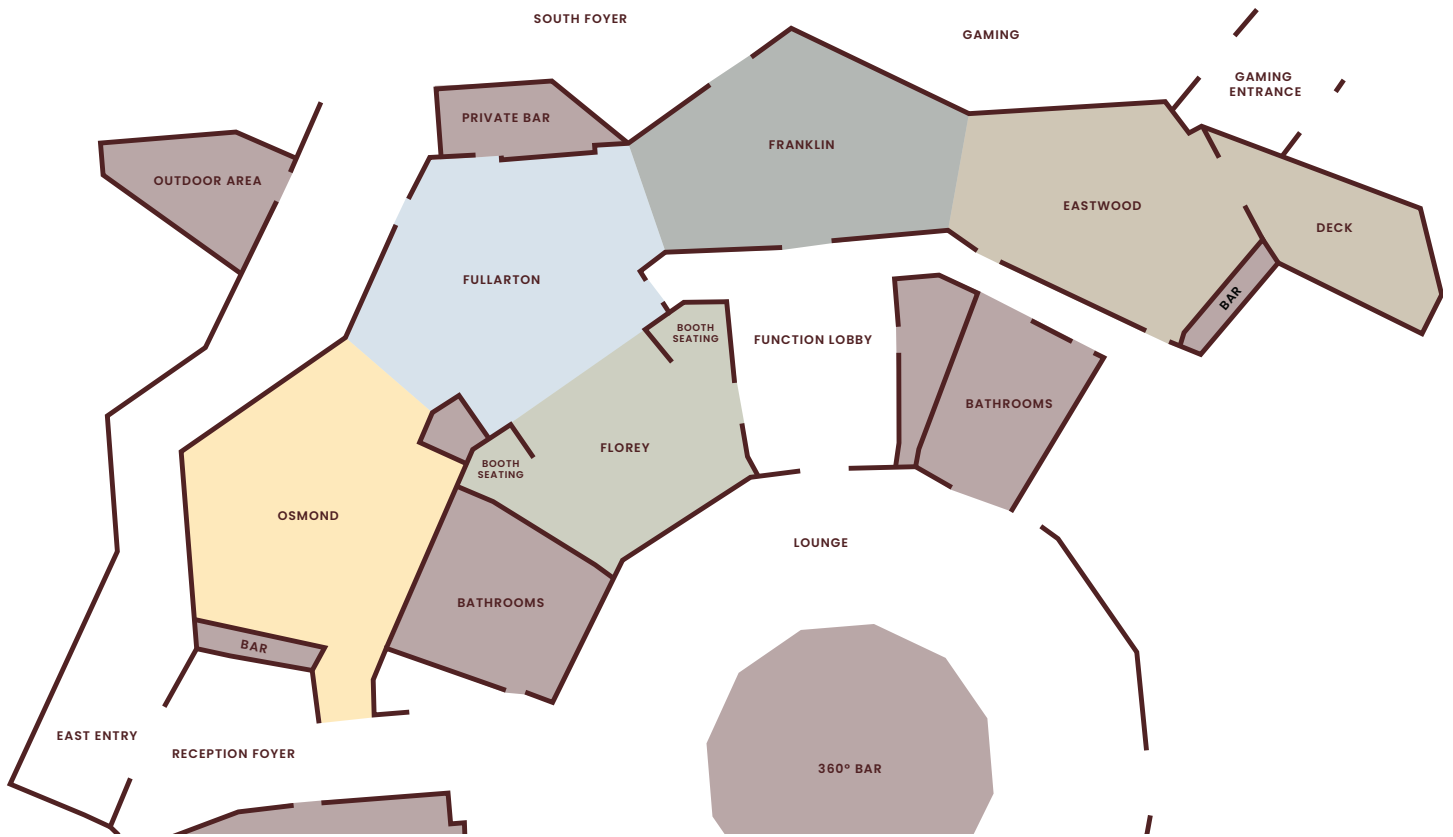 SOUTH FOYER
GAMING
GAMING
ENTRANCE
PRIVATE BAR
FRANKLIN
OUTDOOR AREA
EASTWOOD
DECK
FULLARTON
BAR
BOOTH
SEATING
FUNCTION LOBBY
BATHROOMS
FLOREY
BOOTH
SEATING
OSMOND
LOUNGE
BATHROOMS
BAR
EAST ENTRY
RECEPTION FOYER
360° BAR